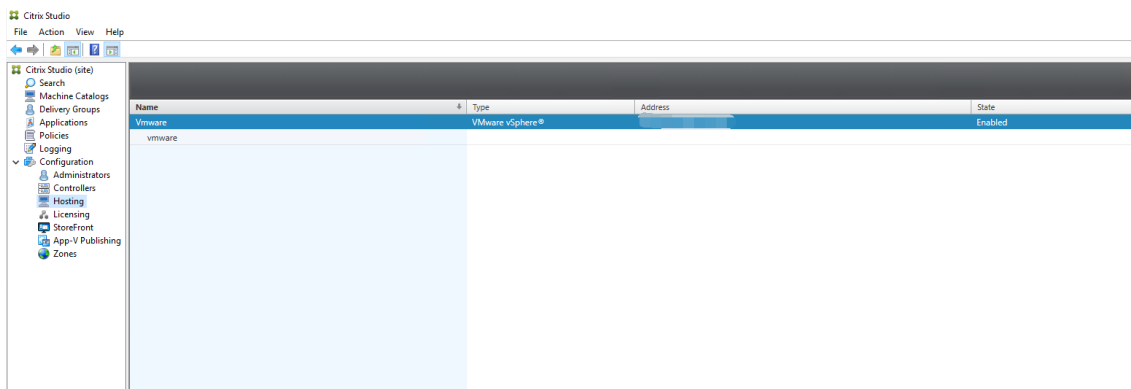 Citrix Studio
File Action View Help
Citrix Studio (site)
Search
Machine Catalogs
Delivery Groups
Applications
Policies
Logging
Configuration
Administrators
Controllers
Hosting
Licensing
StoreFront
App-V Publishing
Zones
Name Type Address State
Vmware VMware vSphere® Enabled
vmware